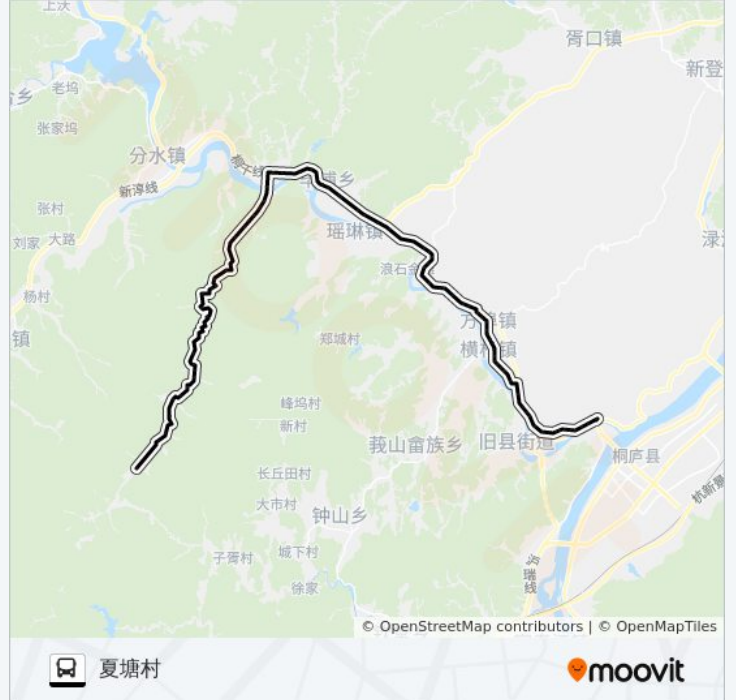 上沃
胥口镇
新登
老坞
张家坞
分水镇
新淳线
张村
瑶琳镇
刘家
大路
浪石金
杨村
镇
郑城村
横村镇
峰坞村
新村
莪山畲族乡
旧县街道
桐庐县
长丘田村
大市村
钟山乡
杭新景
子胥村
城下村
徐家
© OpenStreetMap contributors | © OpenMapTiles
夏塘村
moovit